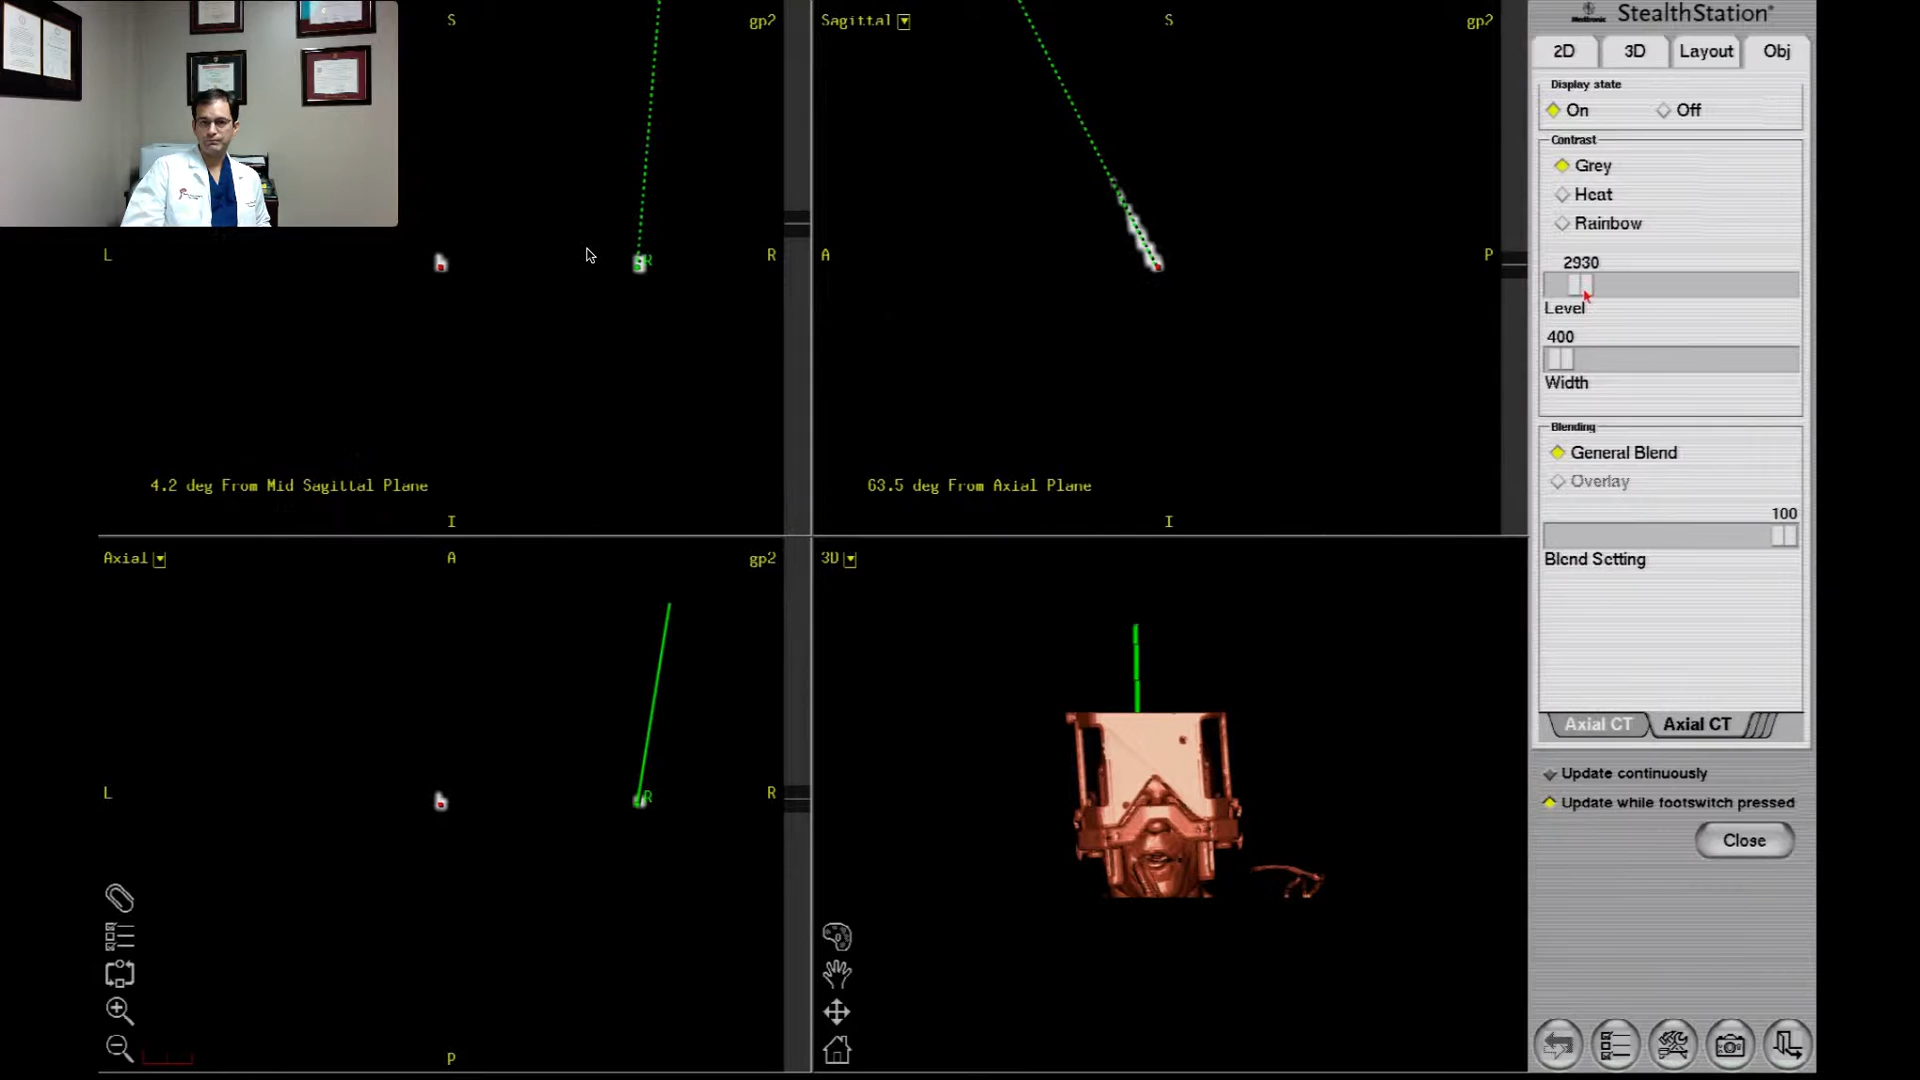 S
gp2
L
R
R
4.2 deg From Mid Sagittal Plane
I
Sagittal
S
gp2
A
P
63.5 deg From Axial Plane
I
Axial
A
gp2
L
R
R
P
3D
Medtronic
StealthStation®
2D
3D
Layout
Obj
Display state
On
Off
Contrast
Grey
Heat
Rainbow
2930
Level
400
Width
Blending
General Blend
Overlay
100
Blend Setting
Axial CT
Axial CT
Update continuously
Update while footswitch pressed
Close